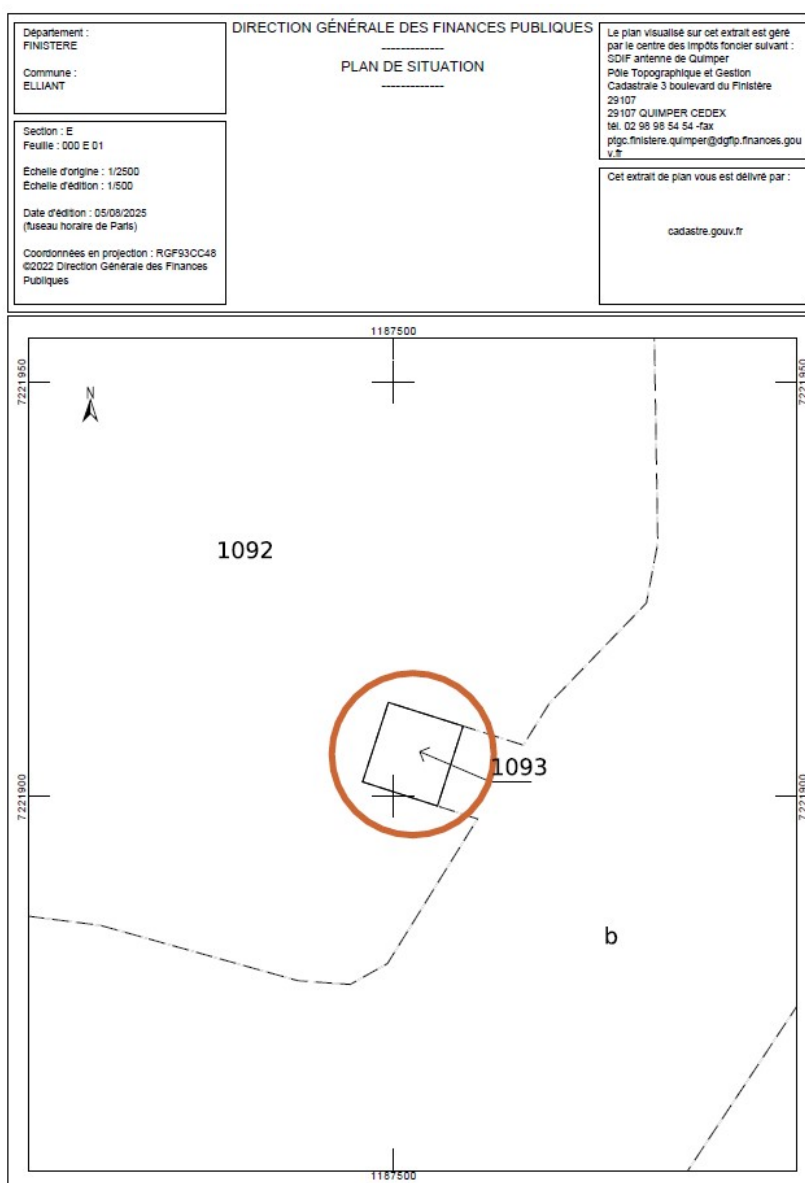 Département :
FINISTERE
Commune :
ELLIANT
Section : E
Feuille : 000 E 01
Échelle d'origine : 1/2500
Échelle d'édition : 1/500
Date d'édition : 05/08/2025
(fuseau horaire de Paris)
Coordonnées en projection : RGF93CC48
©2022 Direction Générale des Finances
Publiques
DIRECTION GÉNÉRALE DES FINANCES PUBLIQUES
-------------
PLAN DE SITUATION
-------------
Le plan visualisé sur cet extrait est géré
par le centre des impôts foncier suivant :
SDIF antenne de Quimper
Pôle Topographique et Gestion
Cadastrale 3 boulevard du Finistère
29107
29107 QUIMPER CEDEX
tél. 02 98 98 54 54 -fax
ptgc.finistere.quimper@dgfip.finances.gou
v.fr
Cet extrait de plan vous est délivré par :
cadastre.gouv.fr
1187500
7221950
7221950
N
1092
1093
7221900
7221900
b
1187500